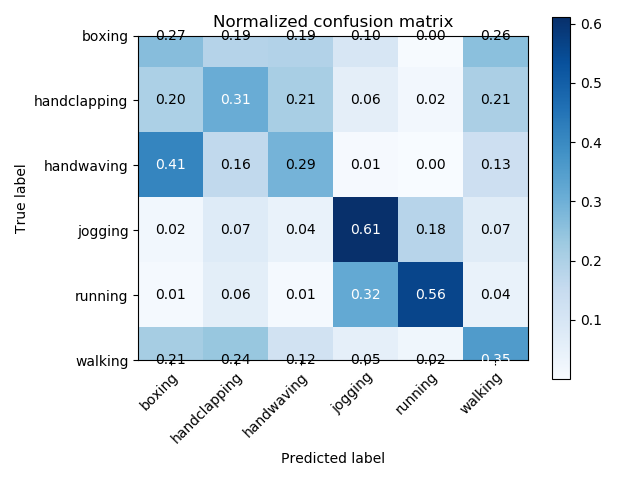 Normalized confusion matrix
boxing 0.27 0.19 0.19 0.10 0.00 0.26
handclapping 0.20 0.31 0.21 0.06 0.02 0.21
handwaving 0.41 0.16 0.29 0.01 0.00 0.13
jogging 0.02 0.07 0.04 0.61 0.18 0.07
running 0.01 0.06 0.01 0.32 0.56 0.04
walking 0.21 0.24 0.12 0.05 0.02 0.35
boxing handclapping handwaving jogging running walking
True label
Predicted label
0.6
0.5
0.4
0.3
0.2
0.1